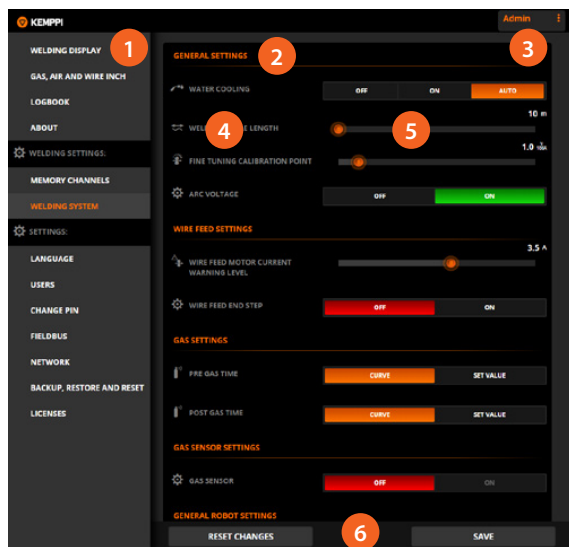 KEMPPI
Admin
WELDING DISPLAY
1
GAS, AIR AND WIRE INCH
LOGBOOK
ABOUT
WELDING SETTINGS:
MEMORY CHANNELS
WELDING SYSTEM
SETTINGS:
LANGUAGE
USERS
CHANGE PIN
FIELDBUS
NETWORK
BACKUP, RESTORE AND RESET
LICENSES
GENERAL SETTINGS
2
3
WATER COOLING
OFF
ON
AUTO
10 m
4
LENGTH
5
1.0
FINE TUNING CALIBRATION POINT
ARC VOLTAGE
OFF
ON
WIRE FEED SETTINGS
3.5 A
WIRE FEED MOTOR CURRENT
WARNING LEVEL
WIRE FEED END STEP
OFF
ON
GAS SETTINGS
PRE GAS TIME
CURVE
SET VALUE
POST GAS TIME
CURVE
SET VALUE
GAS SENSOR SETTINGS
GAS SENSOR
OFF
ON
GENERAL ROBOT SETTINGS
RESET CHANGES
6
SAVE